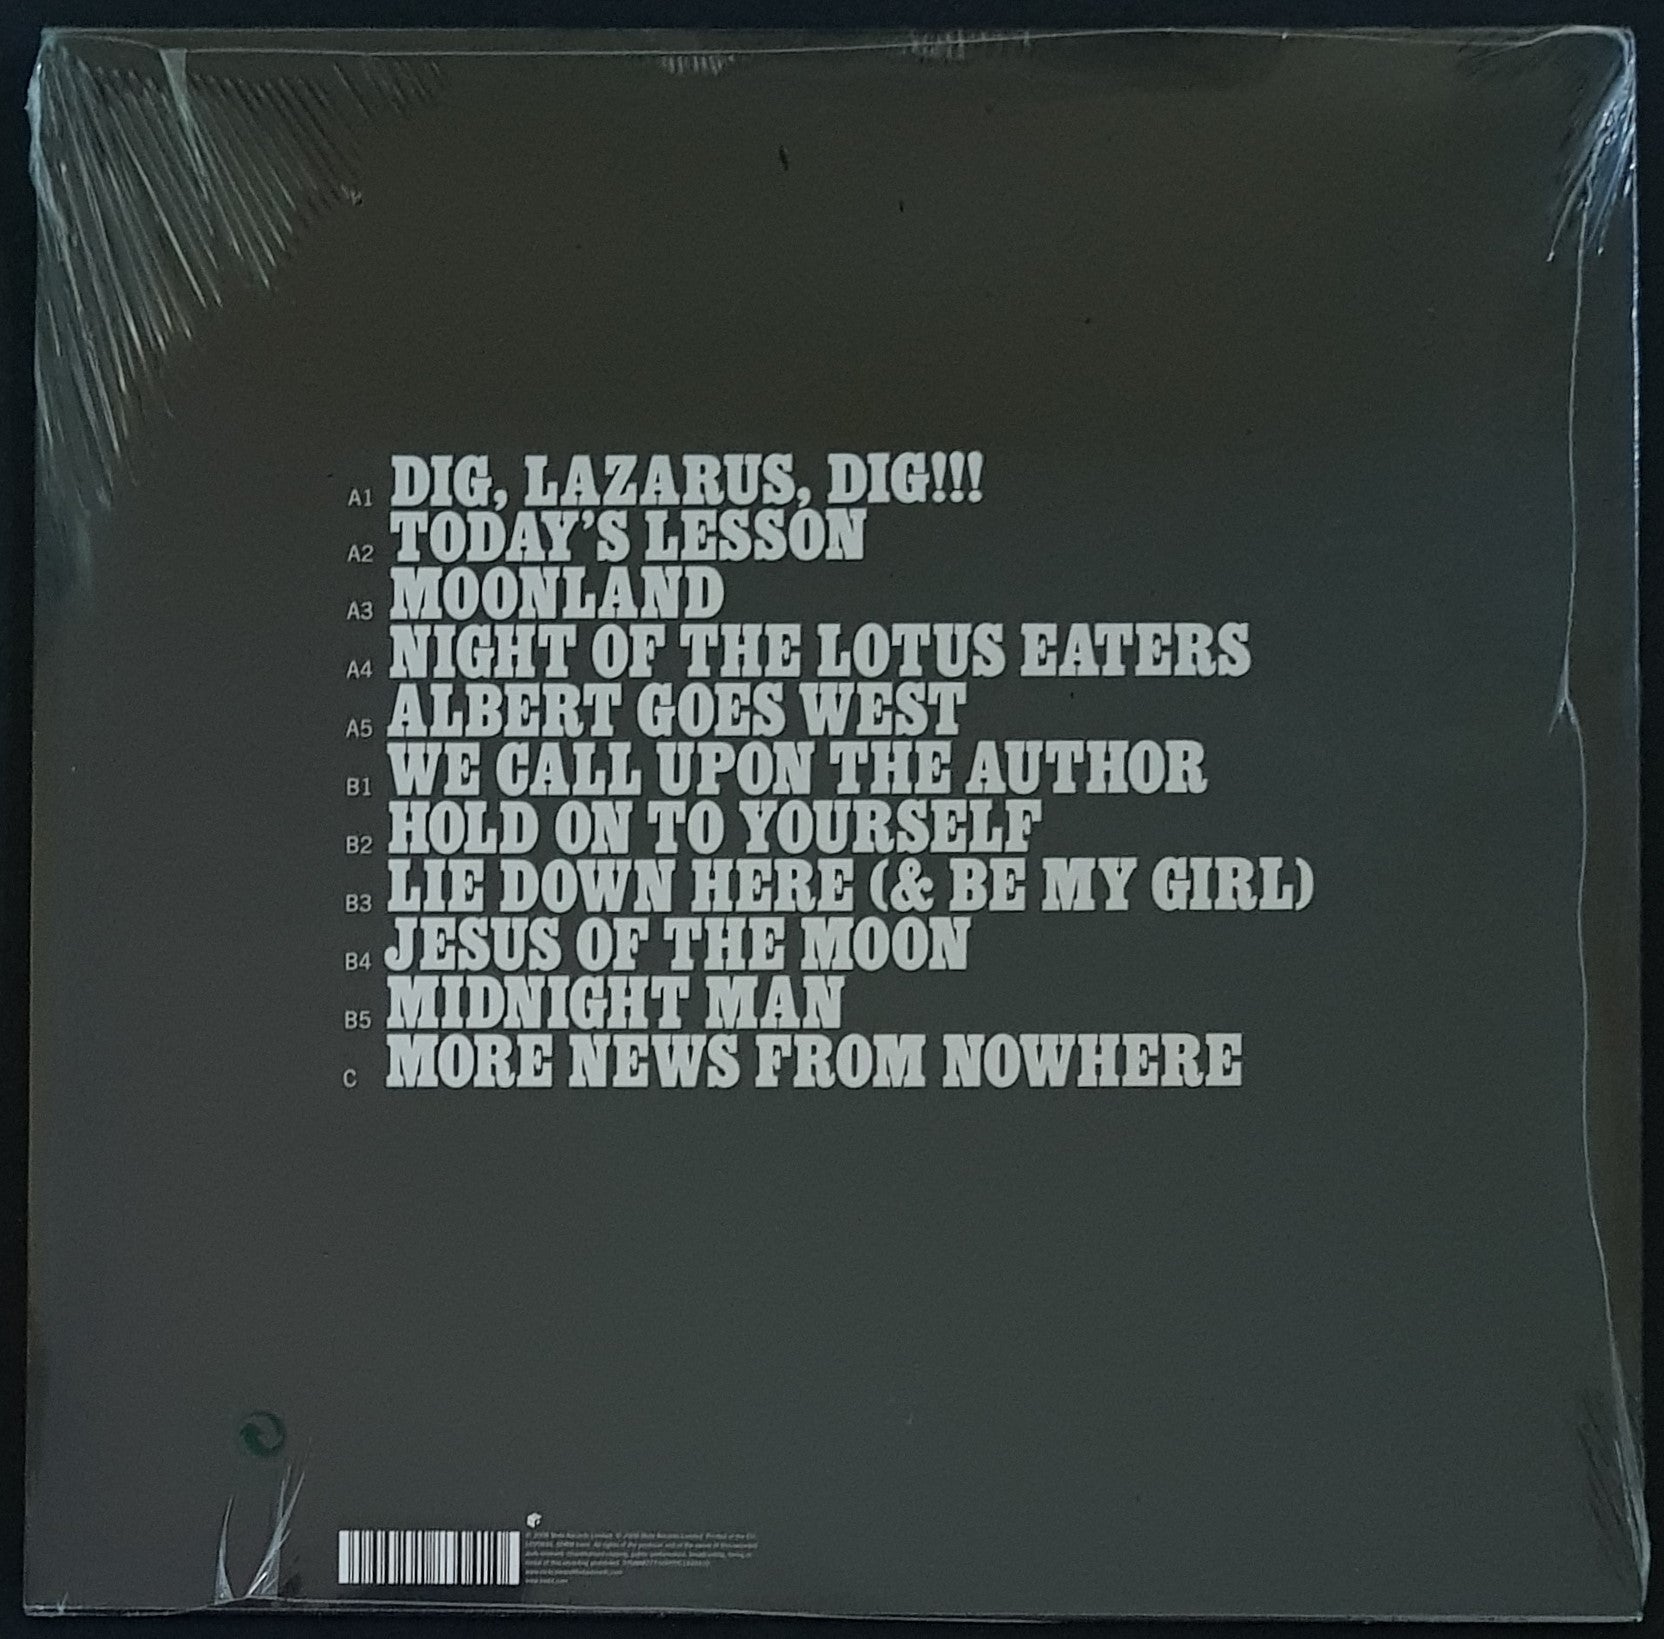 A1 DIG, LAZARUS, DIG!!!
A2 TODAY'S LESSON
A3 MOONLAND
A4 NIGHT OF THE LOTUS EATERS
A5 ALBERT GOES WEST
B1 WE CALL UPON THE AUTHOR
B2 HOLD ON TO YOURSELF
B3 LIE DOWN HERE (& BE MY GIRL)
B4 JESUS OF THE MOON
B5 MIDNIGHT MAN
C MORE NEWS FROM NOWHERE